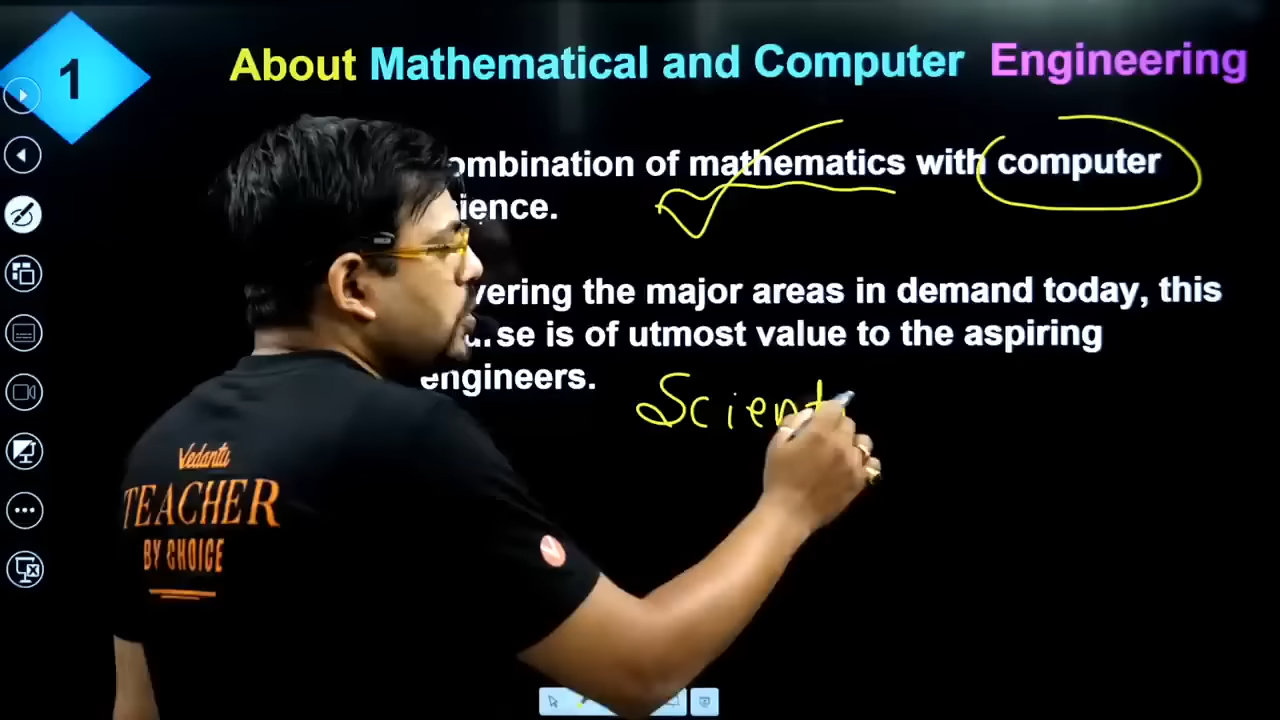 1
About Mathematical and Computer Engineering
ombination of mathematics with computer
ience.
vering the major areas in demand today, this
se is of utmost value to the aspiring
engineers.
Scient
Vedantu
TEACHER
BY CHOICE